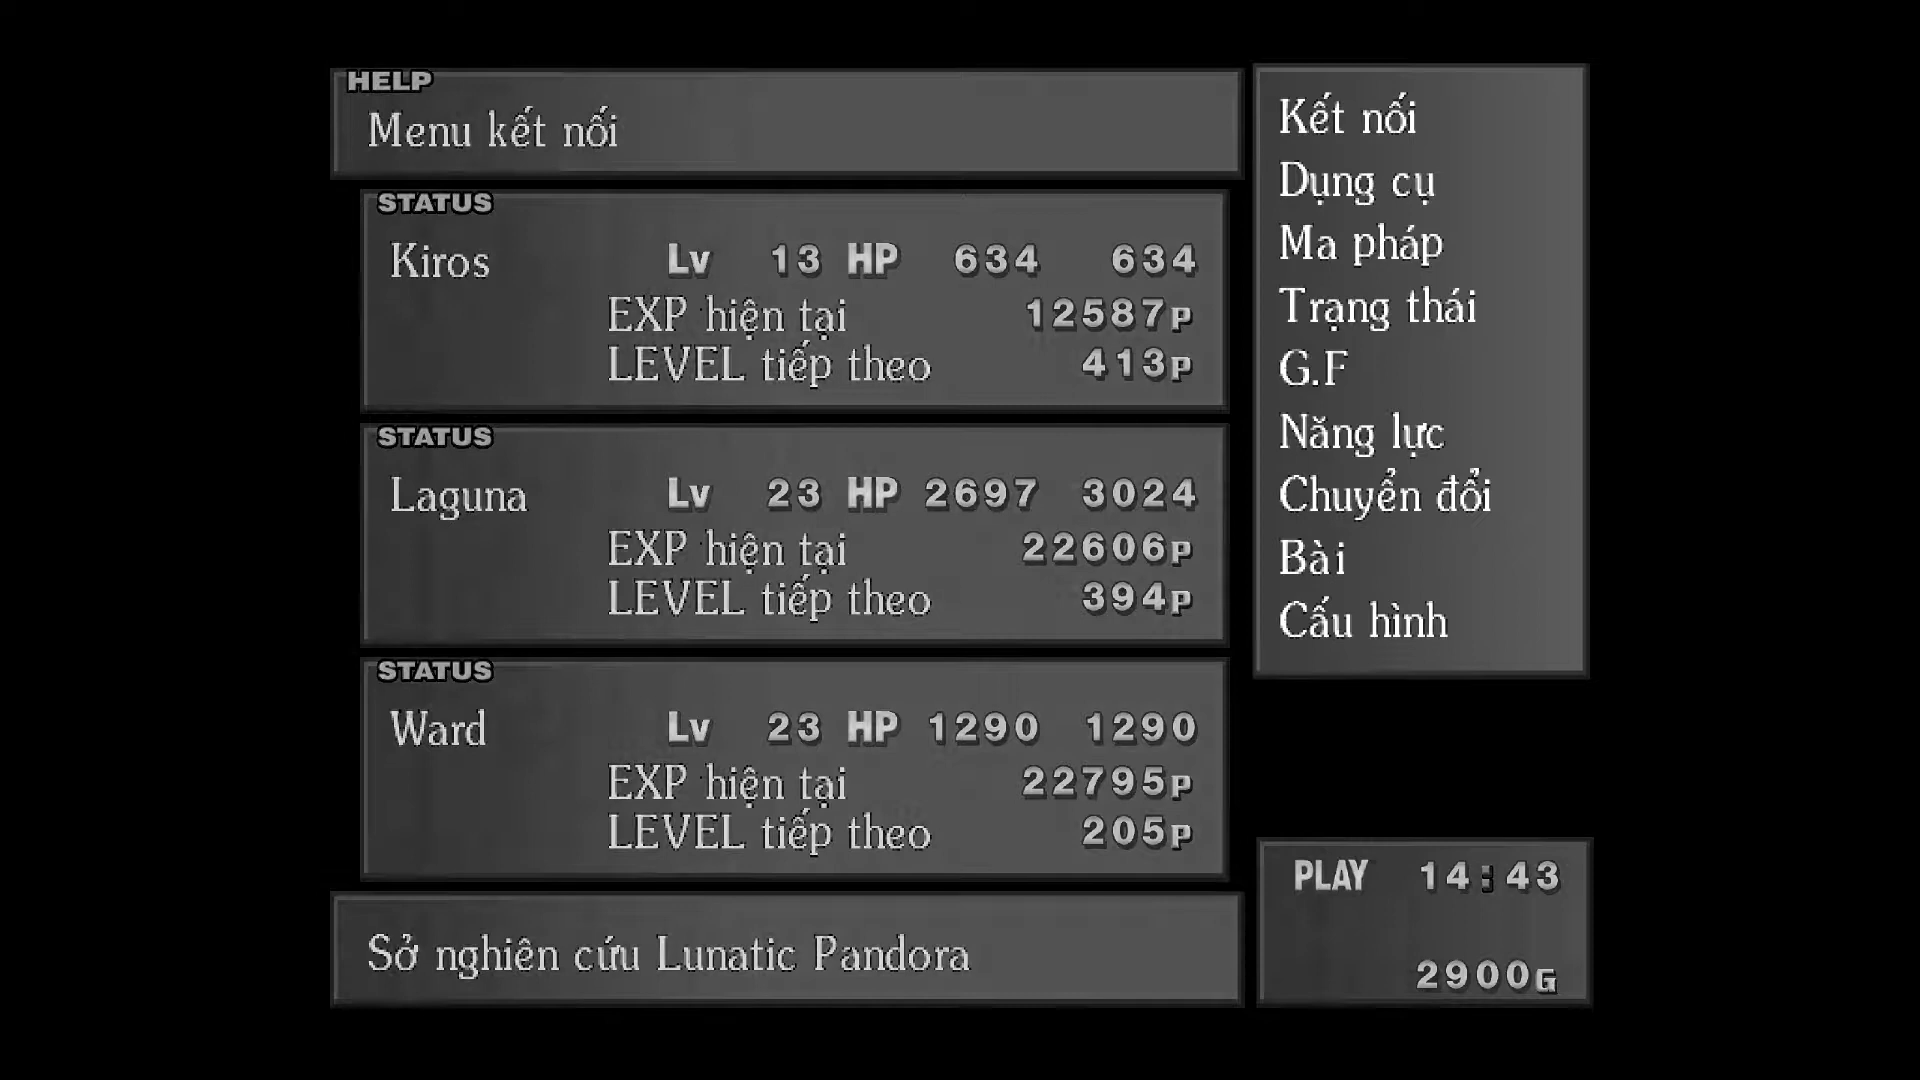 HELP
Menu kết nối
STATUS
Kiros Lv 13 HP 634 634
EXP hiện tại 12587P
LEVEL tiếp theo 413P
STATUS
Laguna Lv 23 HP 2697 3024
EXP hiện tại 22606P
LEVEL tiếp theo 394P
STATUS
Ward Lv 23 HP 1290 1290
EXP hiện tại 22795P
LEVEL tiếp theo 205P
Sở nghiên cứu Lunatic Pandora
Kết nối
Dụng cụ
Ma pháp
Trạng thái
G.F
Năng lực
Chuyển đổi
Bài
Cấu hình
PLAY 14:43
2900G